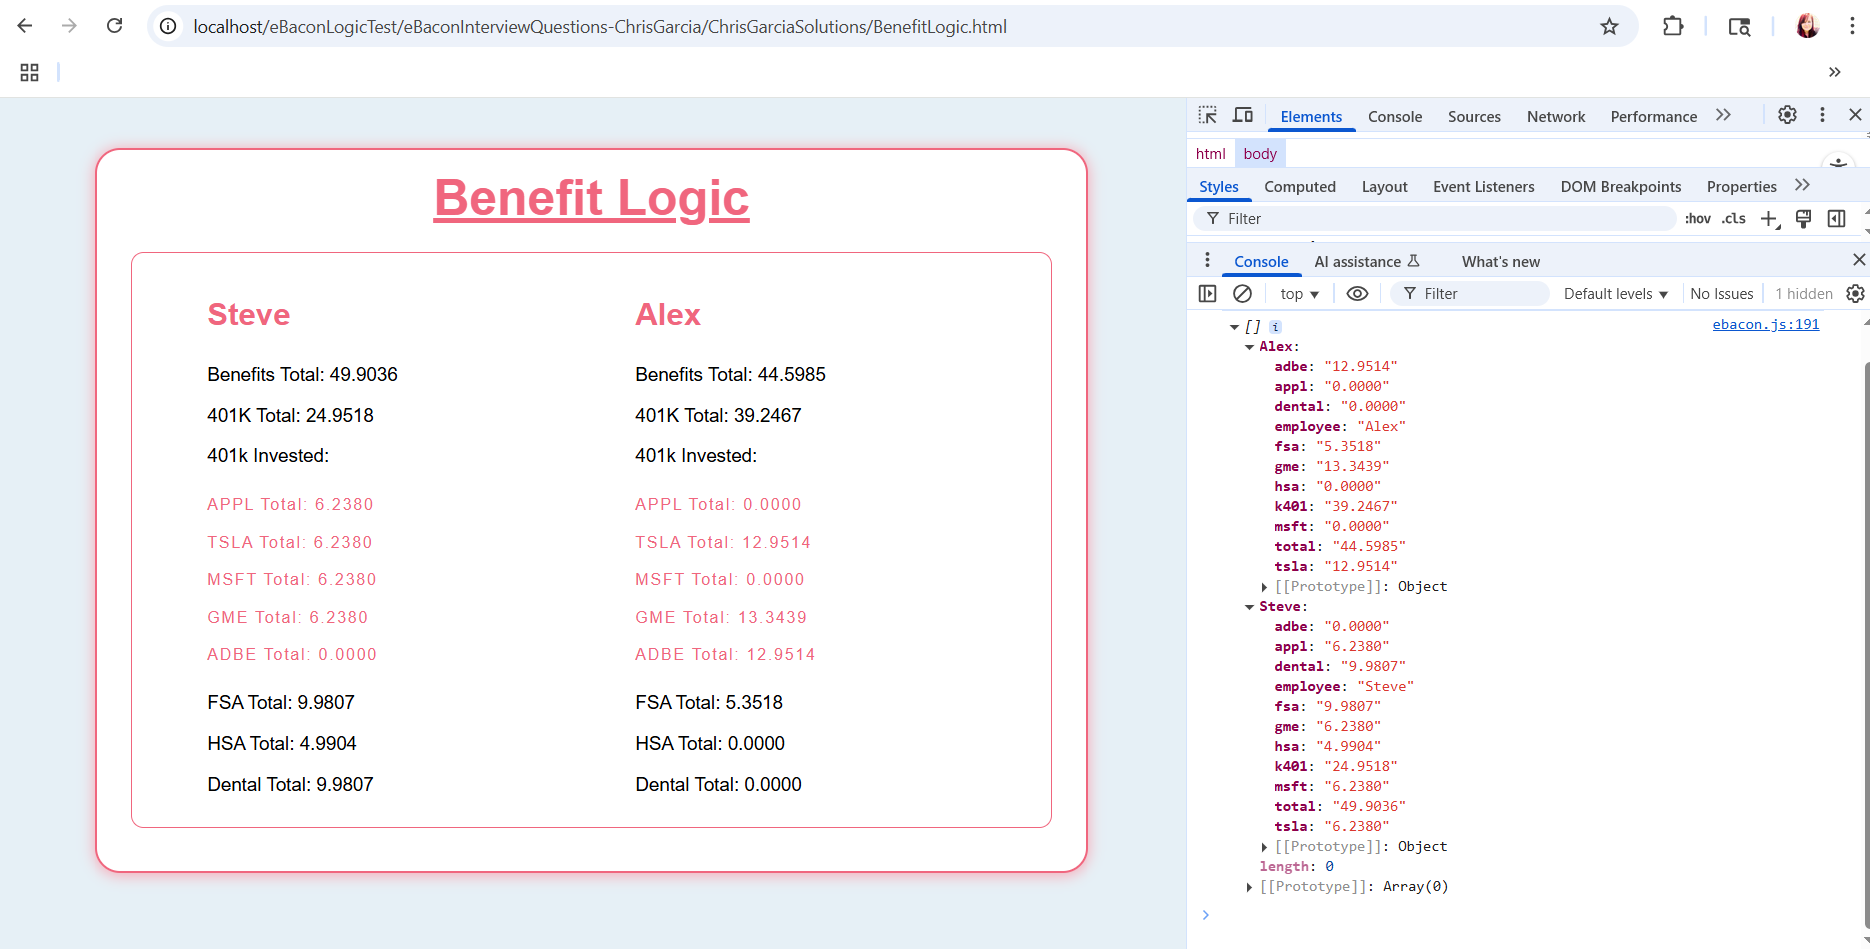 localhost/eBaconLogicTest/eBaconInterviewQuestions-ChrisGarcia/ChrisGarciaSolutions/BenefitLogic.html
Benefit Logic
Steve
Benefits Total: 49.9036
401K Total: 24.9518
401k Invested:
APPL Total: 6.2380
TSLA Total: 6.2380
MSFT Total: 6.2380
GME Total: 6.2380
ADBE Total: 0.0000
FSA Total: 9.9807
HSA Total: 4.9904
Dental Total: 9.9807
Alex
Benefits Total: 44.5985
401K Total: 39.2467
401k Invested:
APPL Total: 0.0000
TSLA Total: 12.9514
MSFT Total: 0.0000
GME Total: 13.3439
ADBE Total: 12.9514
FSA Total: 5.3518
HSA Total: 0.0000
Dental Total: 0.0000
Elements Console Sources Network Performance
html body
Styles Computed Layout Event Listeners DOM Breakpoints Properties
Filter :hov .cls
Console AI assistance What's new
top Filter Default levels No Issues 1 hidden
[] i ebacon.js:191
Alex:
adbe: "12.9514"
appl: "0.0000"
dental: "0.0000"
employee: "Alex"
fsa: "5.3518"
gme: "13.3439"
hsa: "0.0000"
k401: "39.2467"
msft: "0.0000"
total: "44.5985"
tsla: "12.9514"
[[Prototype]]: Object
Steve:
adbe: "0.0000"
appl: "6.2380"
dental: "9.9807"
employee: "Steve"
fsa: "9.9807"
gme: "6.2380"
hsa: "4.9904"
k401: "24.9518"
msft: "6.2380"
total: "49.9036"
tsla: "6.2380"
[[Prototype]]: Object
length: 0
[[Prototype]]: Array(0)